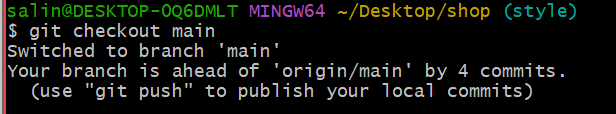 salin@DESKTOP-OQ6DMLT MINGW64 ~/Desktop/shop (style)
$ git checkout main
Switched to branch 'main'
Your branch is ahead of 'origin/main' by 4 commits.
  (use "git push" to publish your local commits)